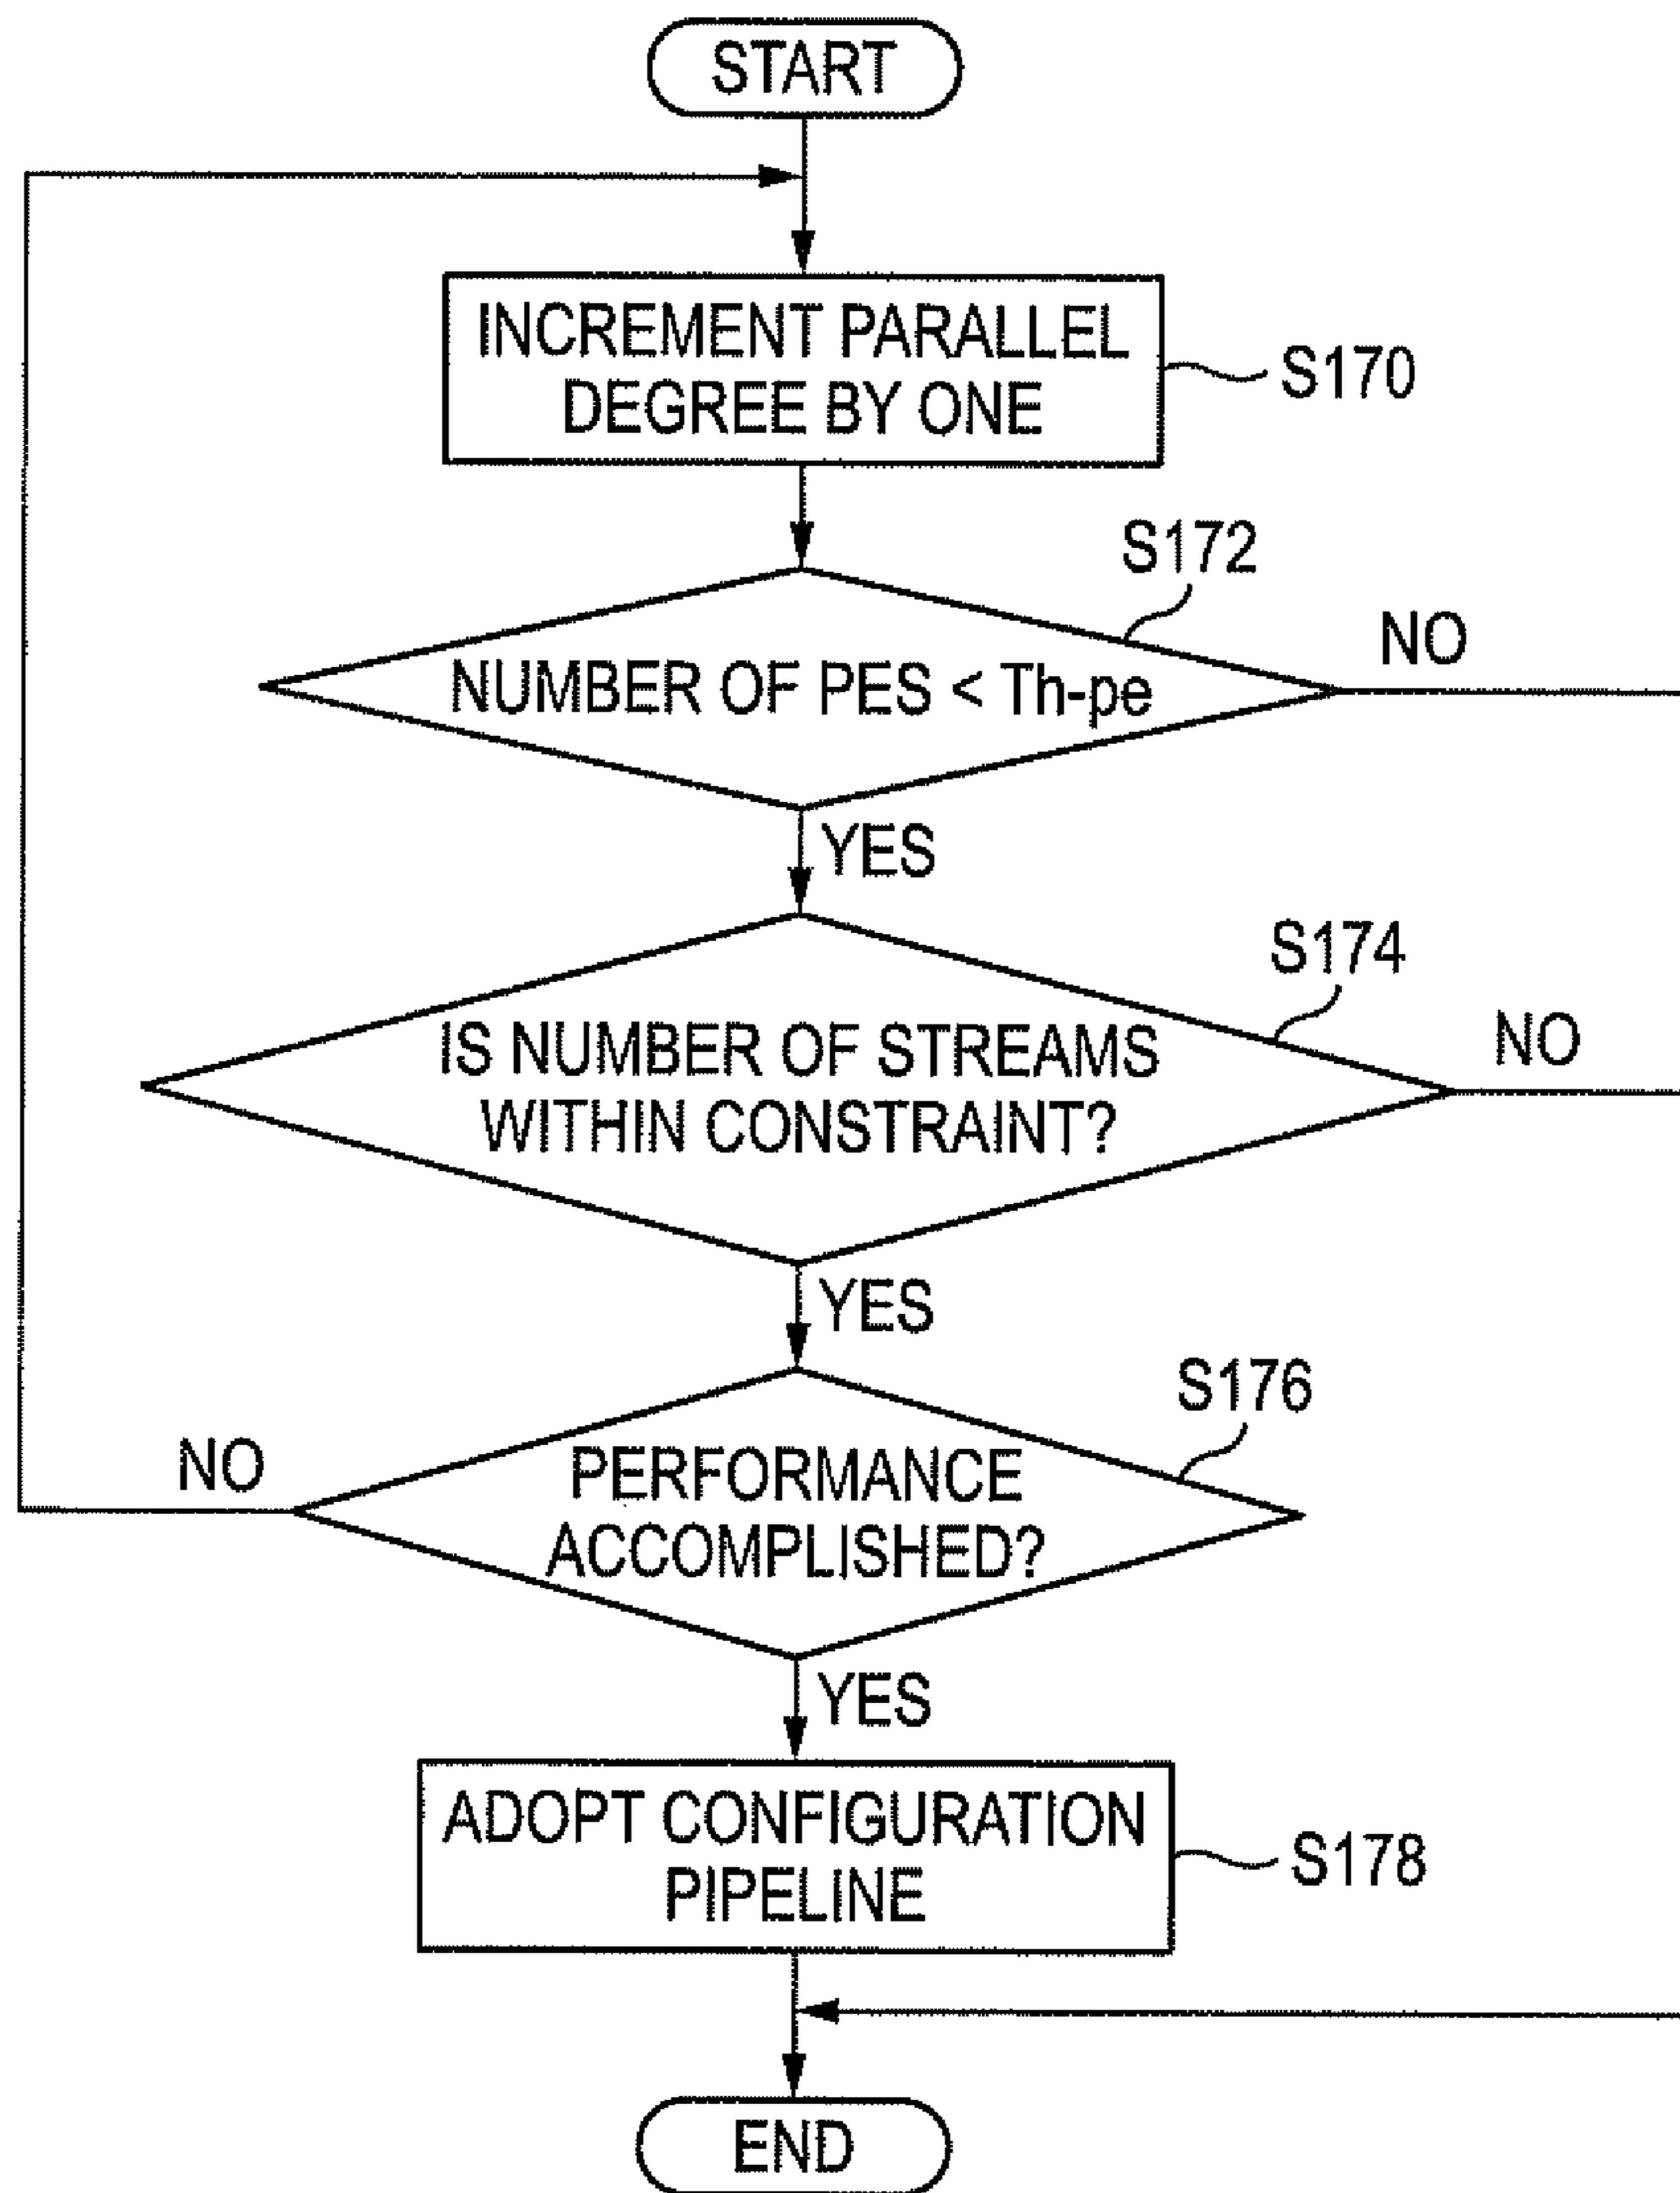 START
INCREMENT PARALLEL
DEGREE BY ONE
S170
S172
NUMBER OF PES < Th-pe
NO
YES
S174
IS NUMBER OF STREAMS
WITHIN CONSTRAINT?
NO
YES
S176
PERFORMANCE
ACCOMPLISHED?
NO
YES
ADOPT CONFIGURATION
PIPELINE
S178
END